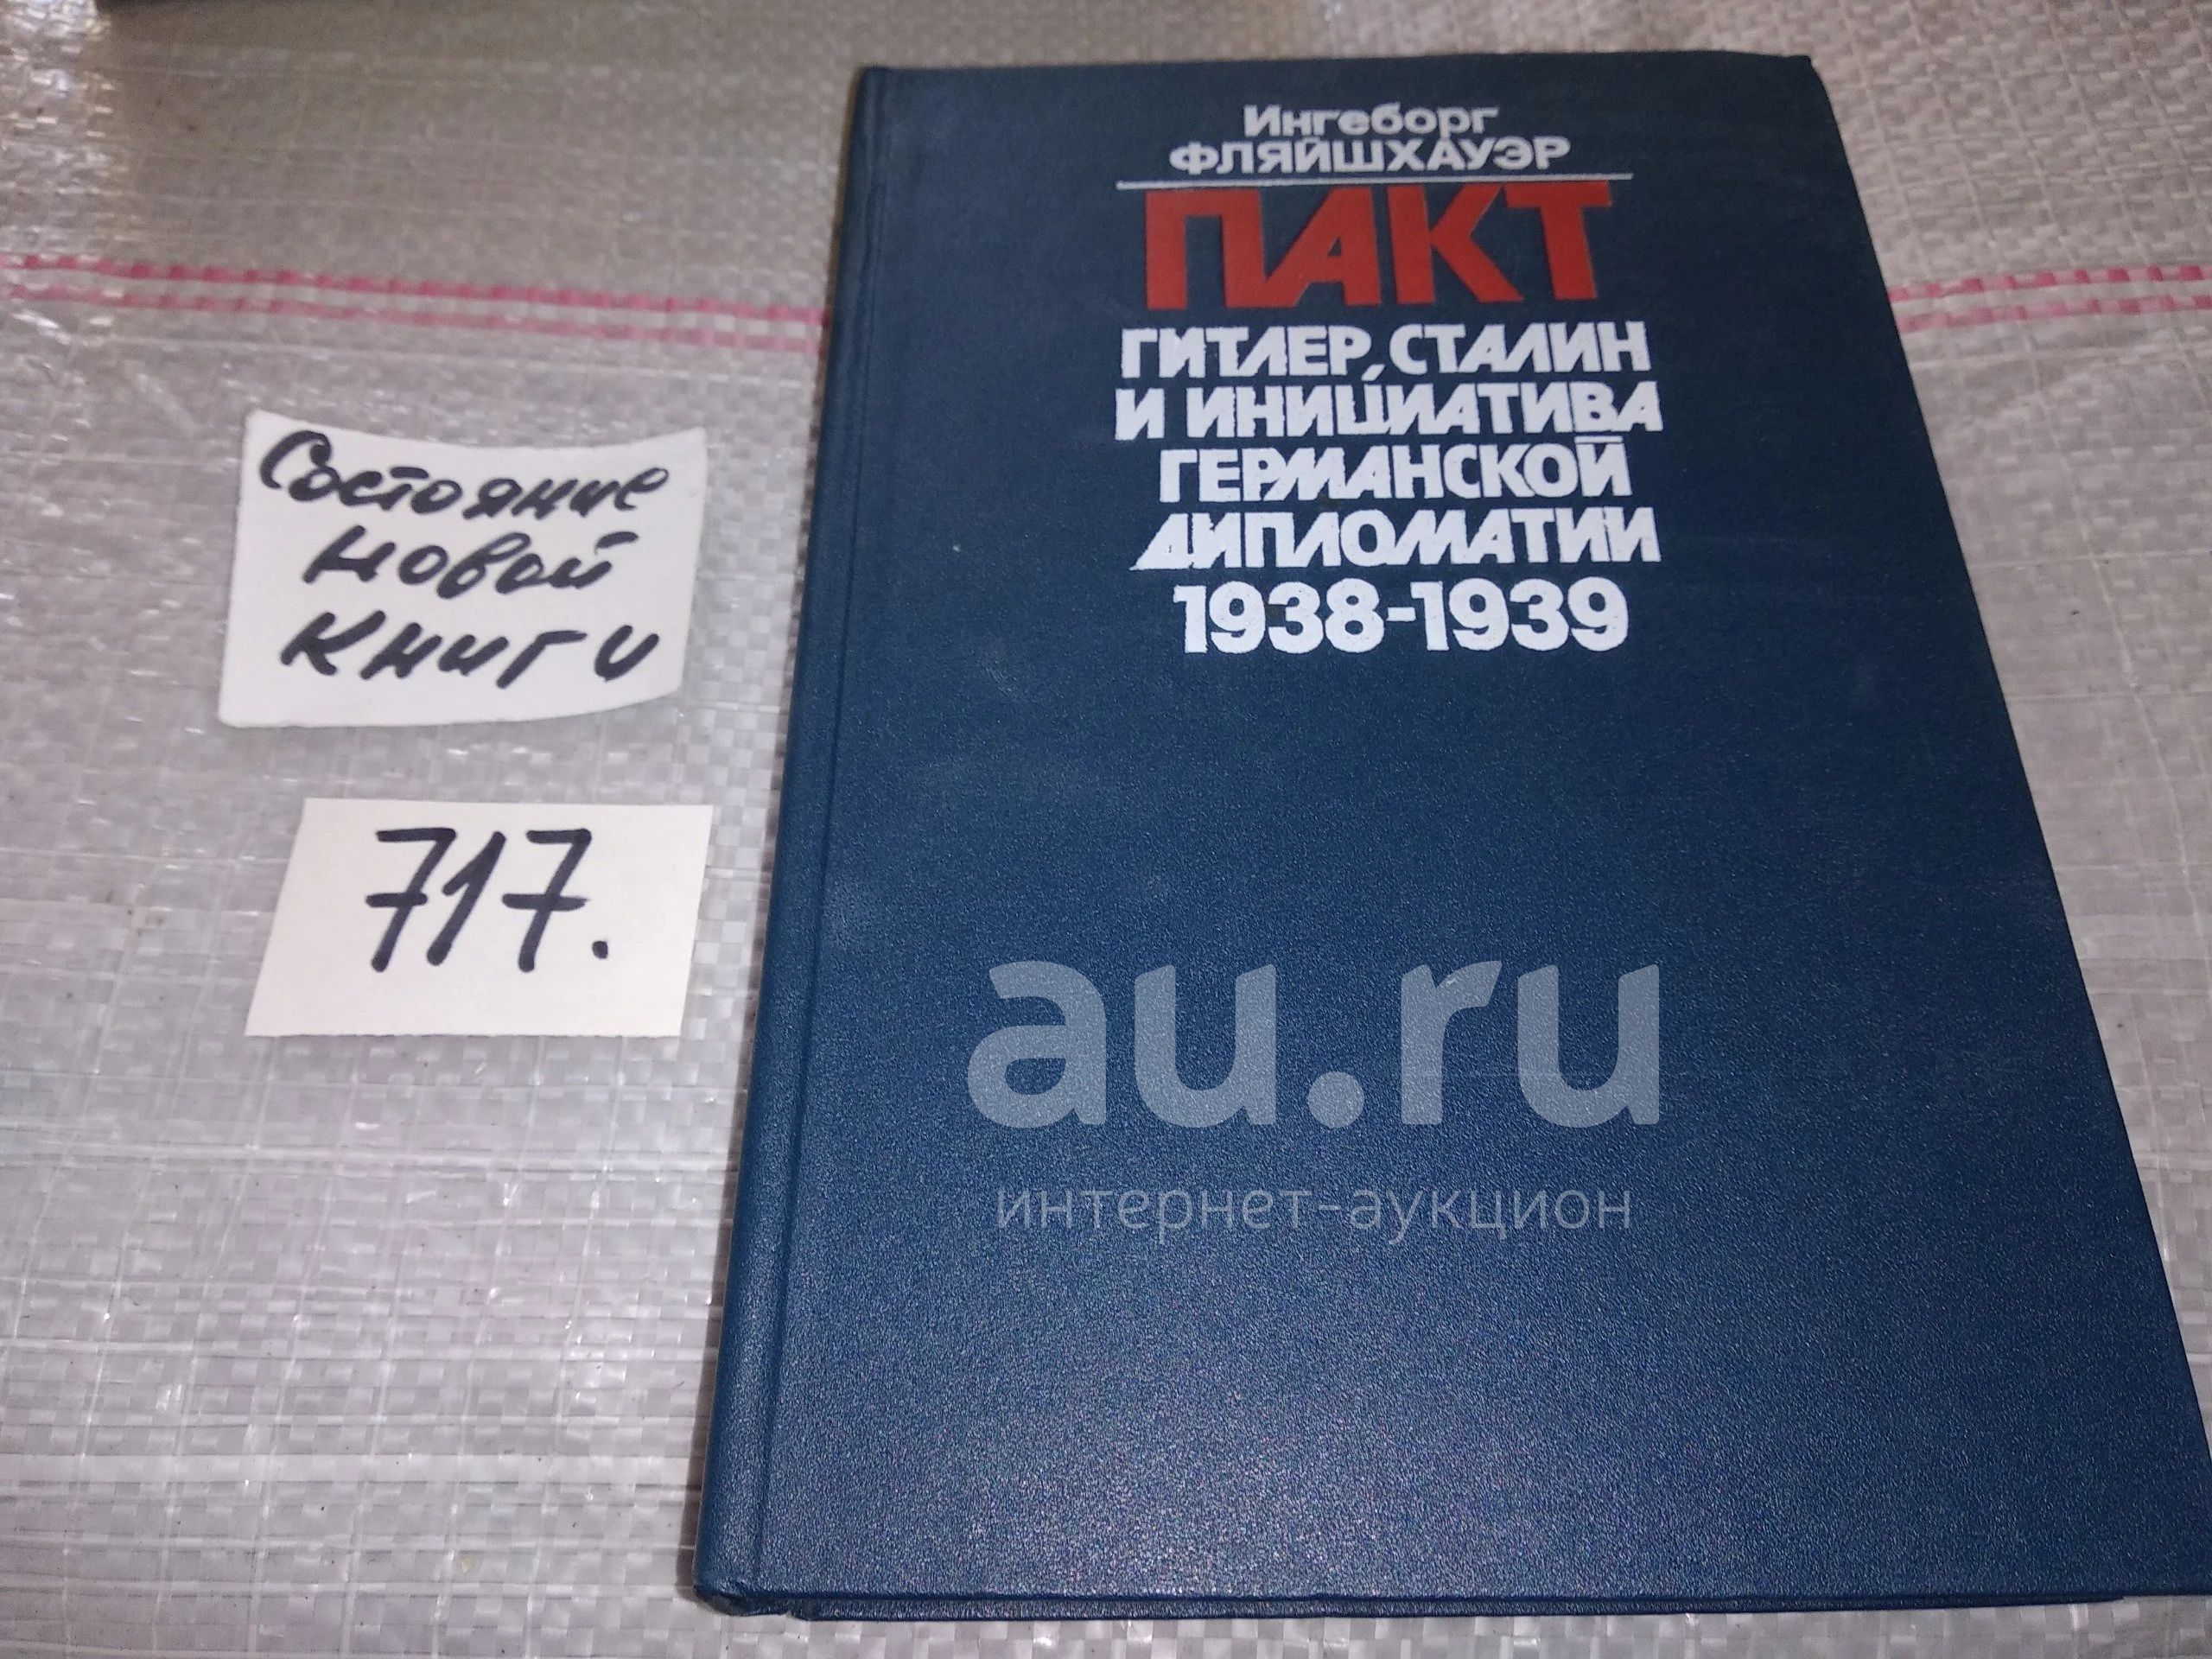 Ингеборг
ФЛЯЙШХАУЭР
ПАКТ
ГИТЛЕР, СТАЛИН
И ИНИЦИАТИВА
ГЕРМАНСКОЙ
ДИПЛОМАТИИ
1938-1939
Состояние
новой
книги
717.
au.ru
интернет-аукцион